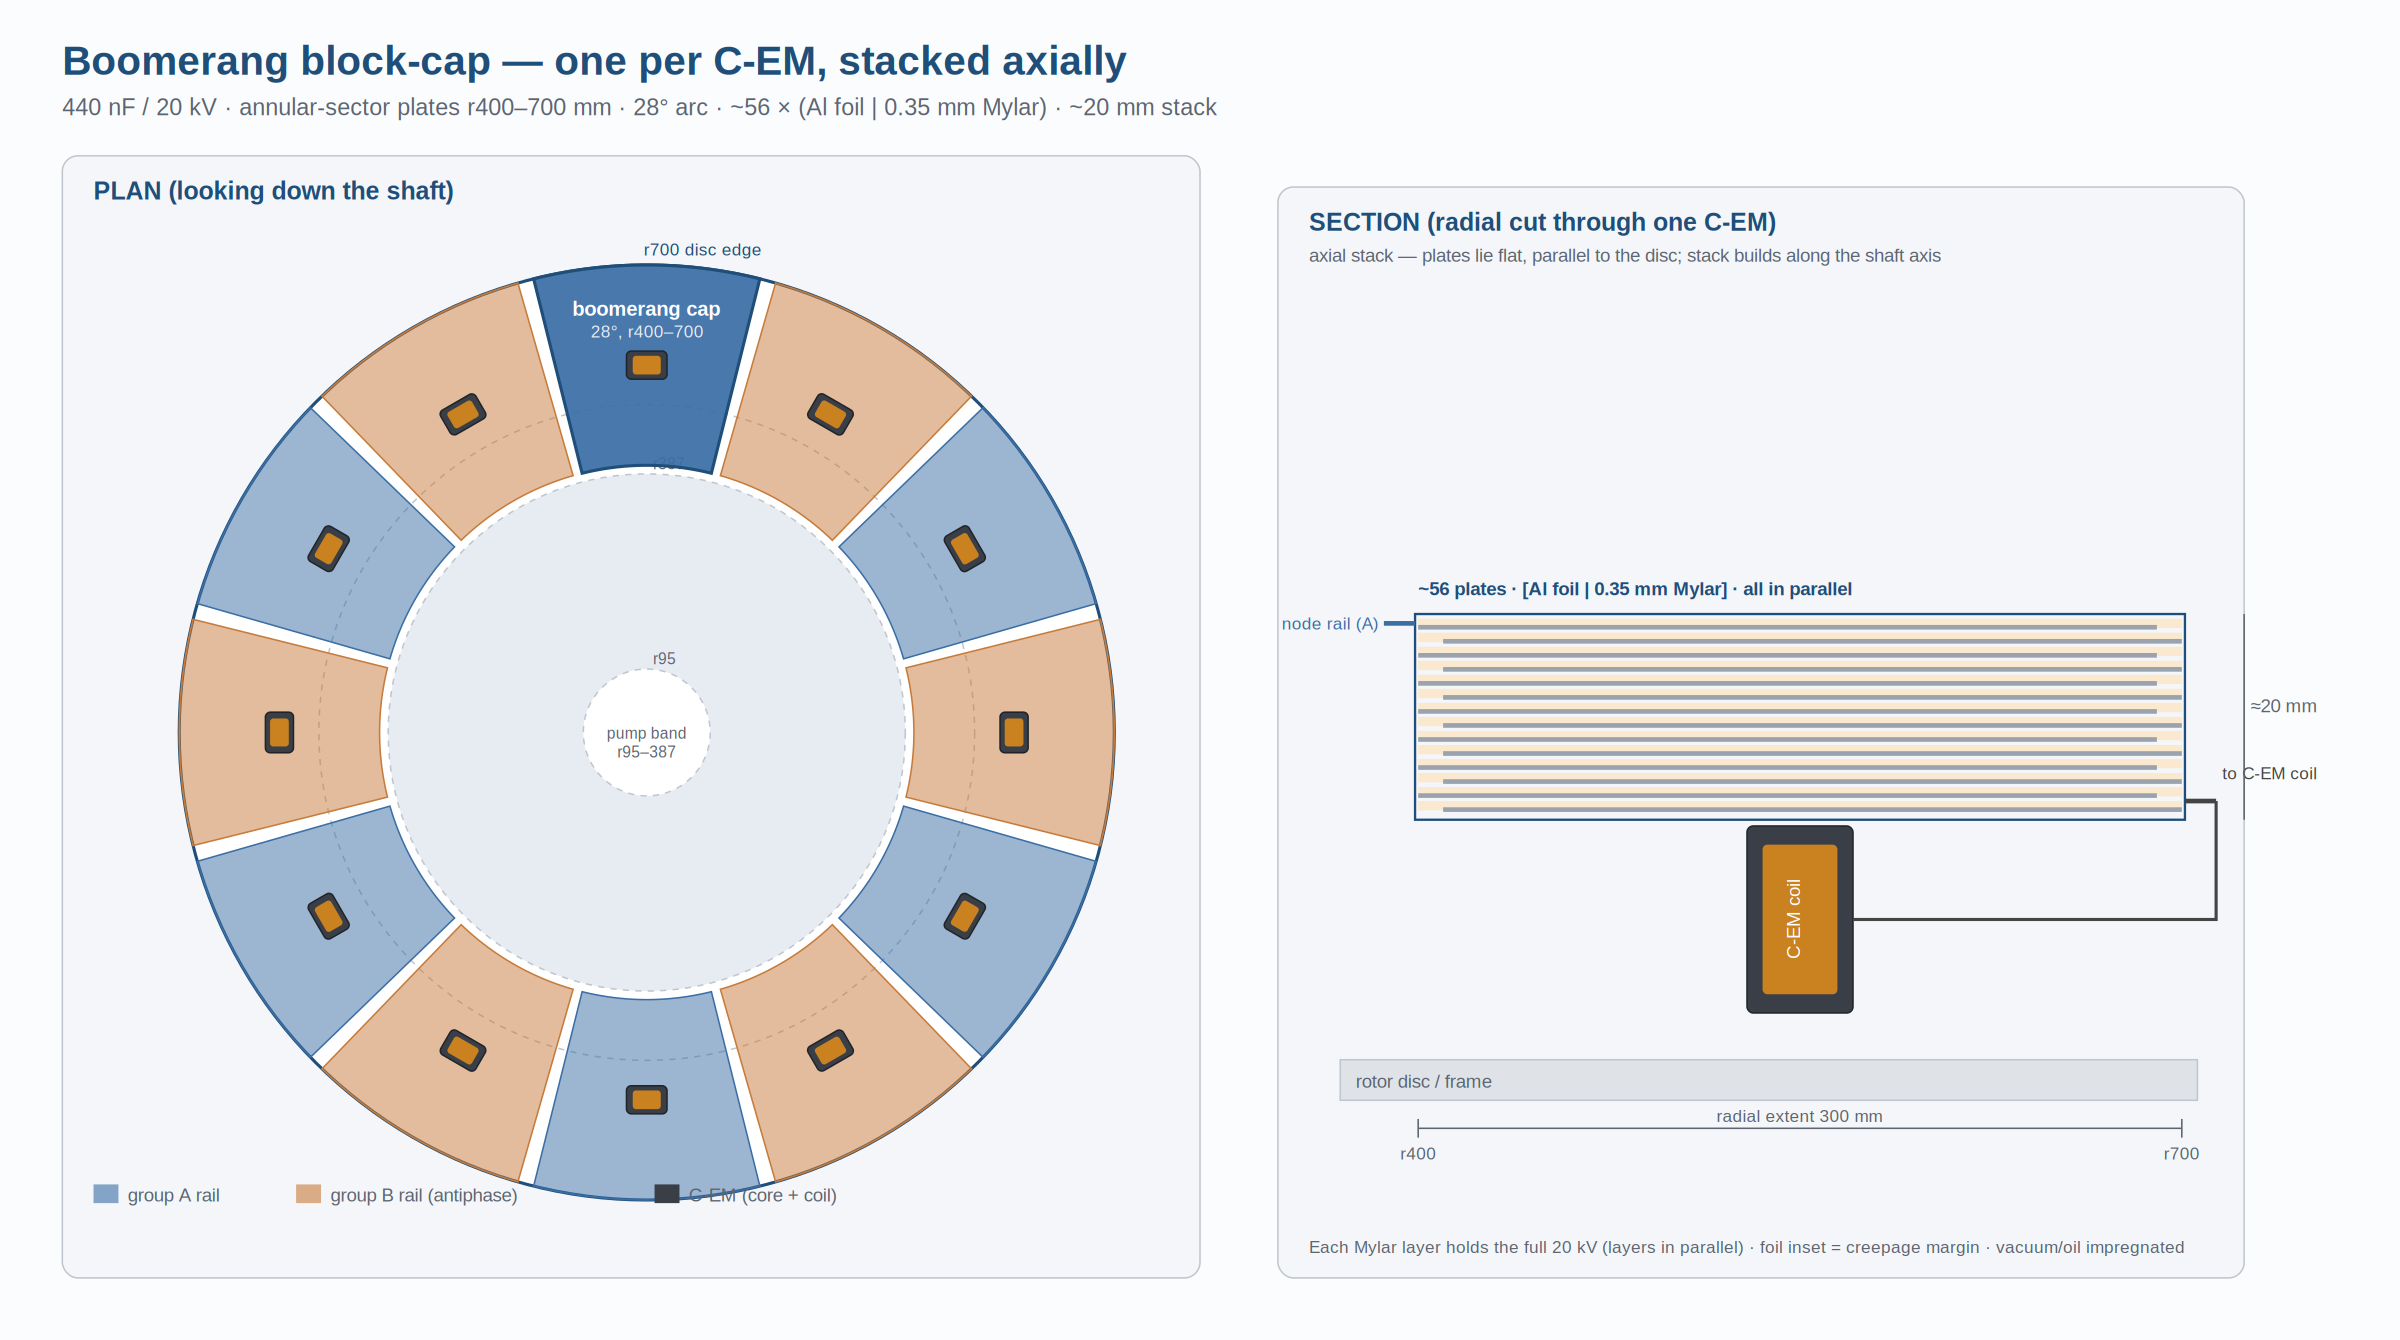 Boomerang block-cap — one per C-EM, stacked axially
440 nF / 20 kV · annular-sector plates r400–700 mm · 28° arc · ~56 × (Al foil | 0.35 mm Mylar) · ~20 mm stack
PLAN (looking down the shaft)
r700 disc edge
boomerang cap
28°, r400–700
r387
r95
pump band
r95–387
group A rail
group B rail (antiphase)
C-EM (core + coil)
SECTION (radial cut through one C-EM)
axial stack — plates lie flat, parallel to the disc; stack builds along the shaft axis
~56 plates · [Al foil | 0.35 mm Mylar] · all in parallel
node rail (A)
≈20 mm
to C-EM coil
C-EM coil
rotor disc / frame
radial extent 300 mm
r400
r700
Each Mylar layer holds the full 20 kV (layers in parallel) · foil inset = creepage margin · vacuum/oil impregnated